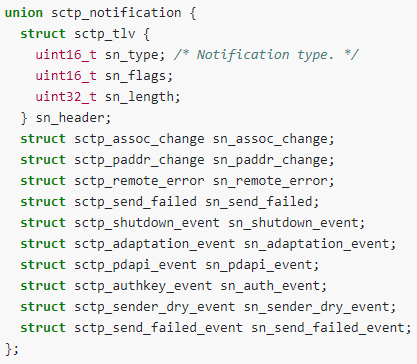 union sctp_notification {
  struct sctp_tlv {
    uint16_t sn_type; /* Notification type. */
    uint16_t sn_flags;
    uint32_t sn_length;
  } sn_header;
  struct sctp_assoc_change sn_assoc_change;
  struct sctp_paddr_change sn_paddr_change;
  struct sctp_remote_error sn_remote_error;
  struct sctp_send_failed sn_send_failed;
  struct sctp_shutdown_event sn_shutdown_event;
  struct sctp_adaptation_event sn_adaptation_event;
  struct sctp_pdapi_event sn_pdapi_event;
  struct sctp_authkey_event sn_auth_event;
  struct sctp_sender_dry_event sn_sender_dry_event;
  struct sctp_send_failed_event sn_send_failed_event;
};